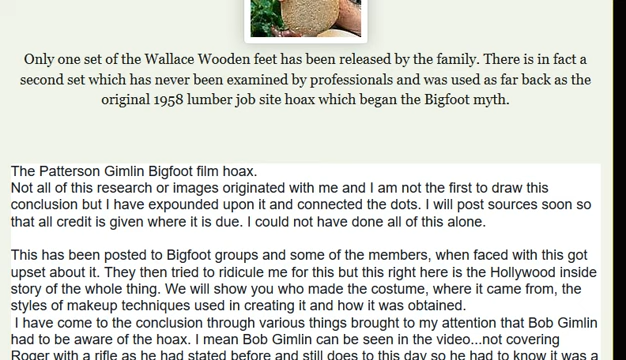 Only one set of the Wallace Wooden feet has been released by the family. There is in fact a
second set which has never been examined by professionals and was used as far back as the
original 1958 lumber job site hoax which began the Bigfoot myth.
The Patterson Gimlin Bigfoot film hoax.
Not all of this research or images originated with me and I am not the first to draw this
conclusion but I have expounded upon it and connected the dots. I will post sources soon so
that all credit is given where it is due. I could not have done all of this alone.
This has been posted to Bigfoot groups and some of the members, when faced with this got
upset about it. They then tried to ridicule me for this but this right here is the Hollywood inside
story of the whole thing. We will show you who made the costume, where it came from, the
styles of makeup techniques used in creating it and how it was obtained.
I have come to the conclusion through various things brought to my attention that Bob Gimlin
had to be aware of the hoax. I mean Bob Gimlin can be seen in the video...not covering
Roger with a rifle as he had stated before and still does to this day so he had to know it was a